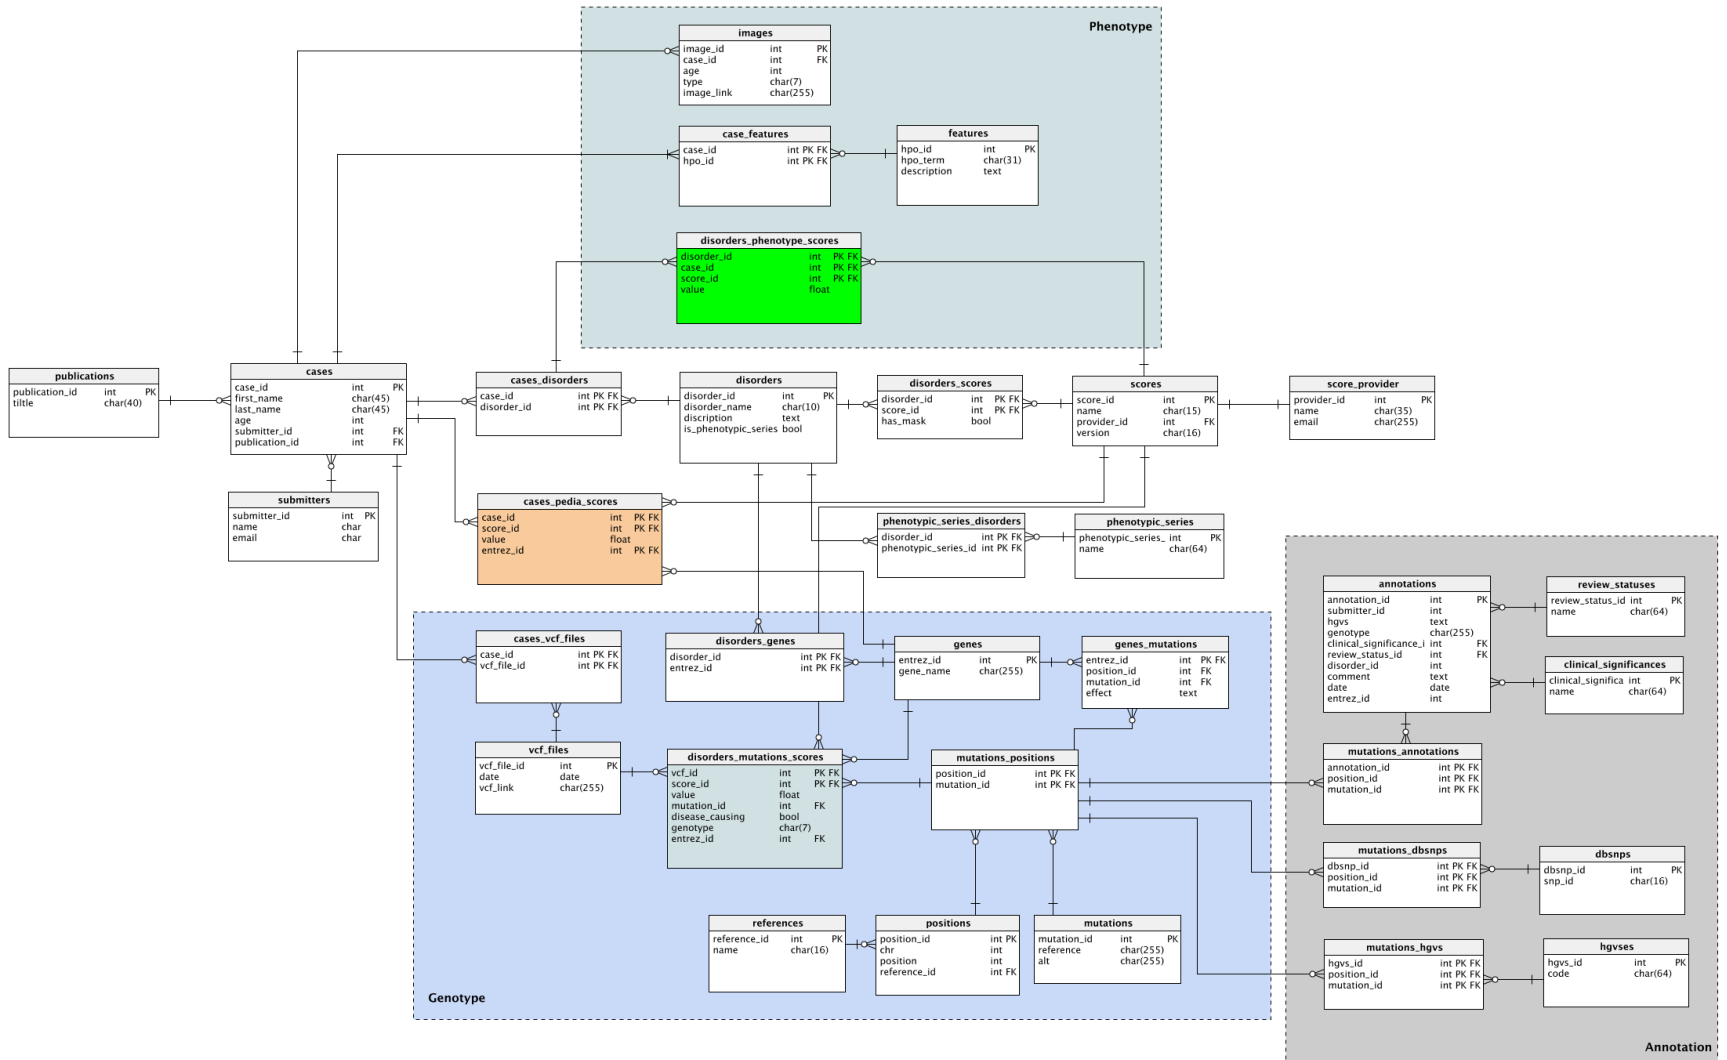 Phenotype
images
image_id int PK
case_id int FK
age int
type char(7)
image_link char(255)
case_features
case_id int PK FK
hpo_id int PK FK
features
hpo_id int PK
hpo_term char(31)
description text
disorders_phenotype_scores
disorder_id int PK FK
case_id int PK FK
score_id int PK FK
value float
publications
publication_id int PK
tiltle char(40)
cases
case_id int PK
first_name char(45)
last_name char(45)
age int
submitter_id int FK
publication_id int FK
cases_disorders
case_id int PK FK
disorder_id int PK FK
disorders
disorder_id int PK
disorder_name char(10)
discription text
is_phenotypic_series bool
disorders_scores
disorder_id int PK FK
score_id int PK FK
has_mask bool
scores
score_id int PK
name char(15)
provider_id int FK
version char(16)
score_provider
provider_id int PK
name char(35)
email char(255)
submitters
submitter_id int PK
name char
email char
cases_pedia_scores
case_id int PK FK
score_id int PK FK
value float
entrez_id int PK FK
phenotypic_series_disorders
disorder_id int PK FK
phenotypic_series_id int PK FK
phenotypic_series
phenotypic_series_ int PK
name char(64)
cases_vcf_files
case_id int PK FK
vcf_file_id int PK FK
disorders_genes
disorder_id int PK FK
entrez_id int PK FK
genes
entrez_id int PK
gene_name char(255)
genes_mutations
entrez_id int PK FK
position_id int FK
mutation_id int FK
effect text
vcf_files
vcf_file_id int PK
date date
vcf_link char(255)
disorders_mutations_scores
vcf_id int PK FK
score_id int PK FK
value float
mutation_id int FK
disease_causing bool
genotype char(7)
entrez_id int FK
mutations_positions
position_id int PK FK
mutation_id int PK FK
references
reference_id int PK
name char(16)
positions
position_id int PK
chr int
position int
reference_id int FK
mutations
mutation_id int PK
reference char(255)
alt char(255)
Genotype
annotations
annotation_id int PK
submitter_id int
hgvs text
genotype char(255)
clinical_significance_i int FK
review_status_id int FK
disorder_id int
comment text
date date
entrez_id int
review_statuses
review_status_id int PK
name char(64)
clinical_significances
clinical_significa int PK
name char(64)
mutations_annotations
annotation_id int PK FK
position_id int PK FK
mutation_id int PK FK
mutations_dbsnps
dbsnp_id int PK FK
position_id int PK FK
mutation_id int PK FK
dbsnps
dbsnp_id int PK
snp_id char(16)
mutations_hgvs
hgvs_id int PK FK
position_id int PK FK
mutation_id int PK FK
hgvses
hgvs_id int PK
code char(64)
Annotation